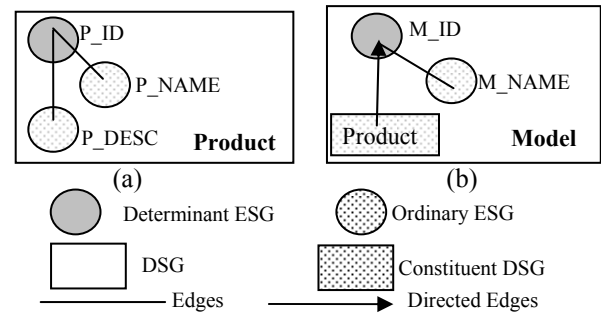 P_ID
P_NAME
P_DESC
Product
(a)
M_ID
M_NAME
Product
Model
(b)
Determinant ESG
Ordinary ESG
DSG
Constituent DSG
Edges
Directed Edges